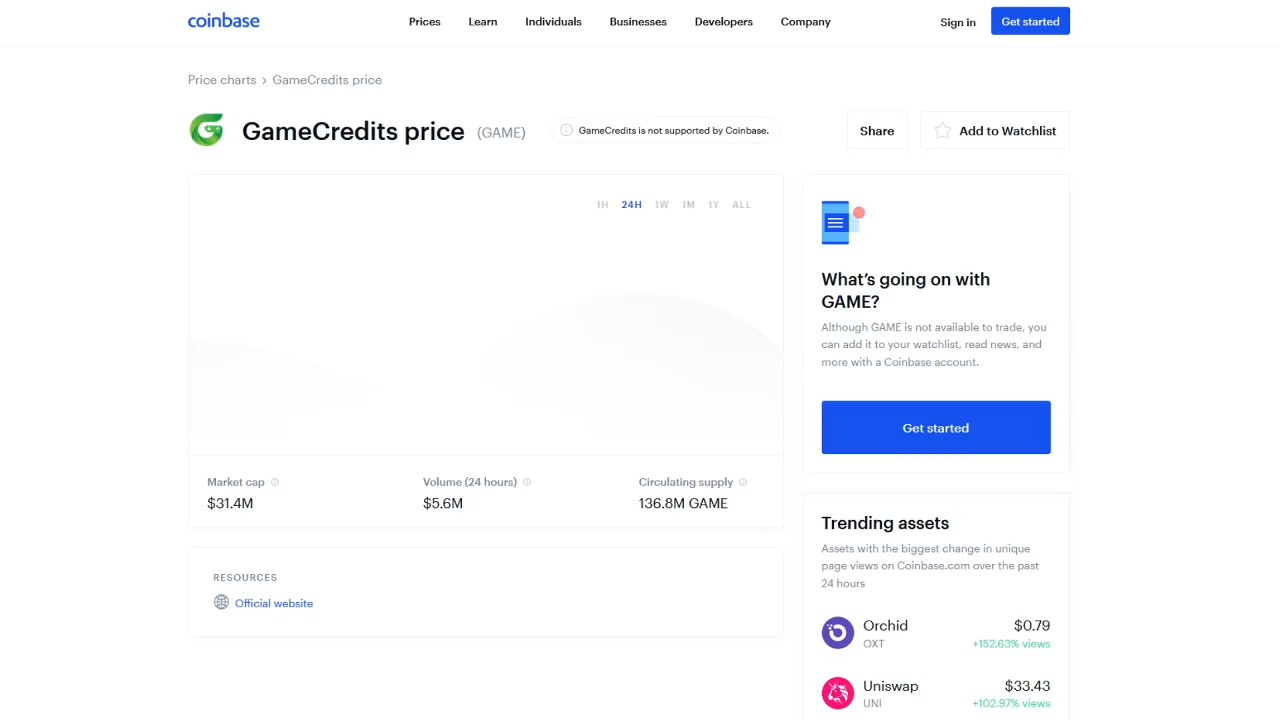 coinbase
Prices Learn Individuals Businesses Developers Company Sign in Get started
Price charts › GameCredits price
GameCredits price (GAME) GameCredits is not supported by Coinbase. Share Add to Watchlist
1H 24H 1W 1M 1Y ALL
Market cap Volume (24 hours) Circulating supply
$31.4M $5.6M 136.8M GAME
RESOURCES
Official website
What's going on with
GAME?
Although GAME is not available to trade, you
can add it to your watchlist, read news, and
more with a Coinbase account.
Get started
Trending assets
Assets with the biggest change in unique
page views on Coinbase.com over the past
24 hours
Orchid $0.79
OXT +152.63% views
Uniswap $33.43
UNI +102.97% views